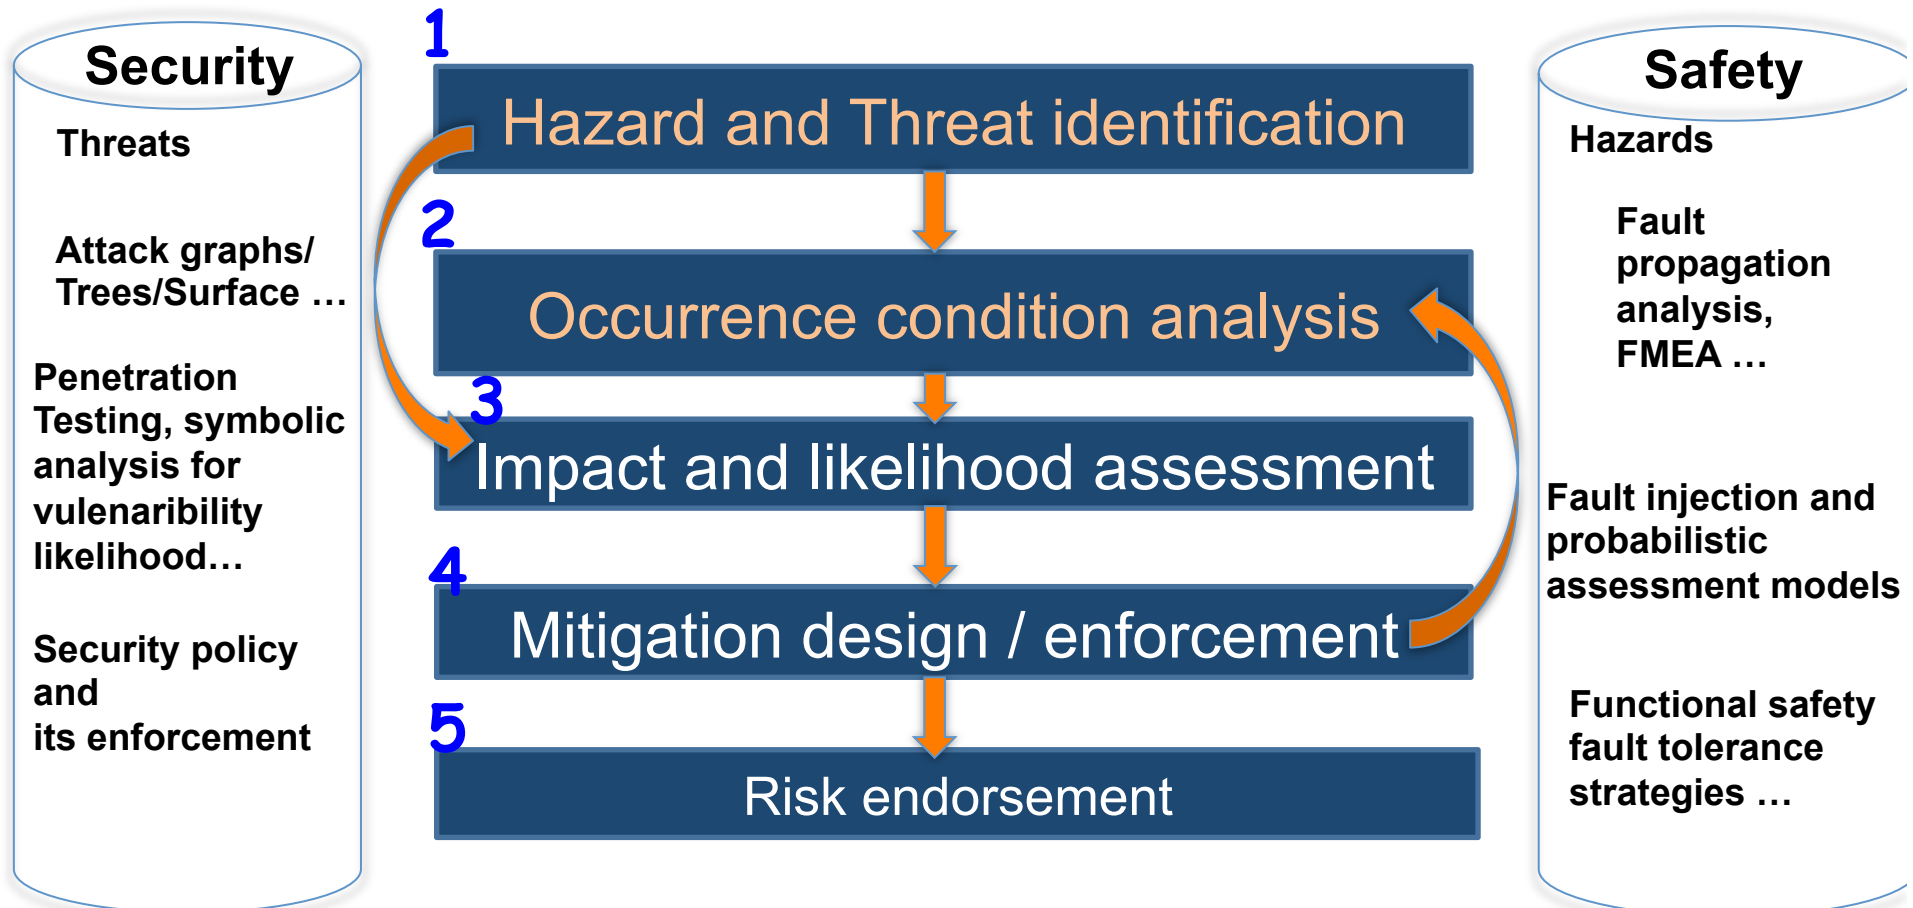 Security
Threats
Attack graphs/
Trees/Surface …
Penetration
Testing, symbolic
analysis for
vulenaribility
likelihood…
Security policy
and
its enforcement
1
Hazard and Threat identification
2
Occurrence condition analysis
3
Impact and likelihood assessment
4
Mitigation design / enforcement
5
Risk endorsement
Safety
Hazards
Fault
propagation
analysis,
FMEA …
Fault injection and
probabilistic
assessment models
Functional safety
fault tolerance
strategies …